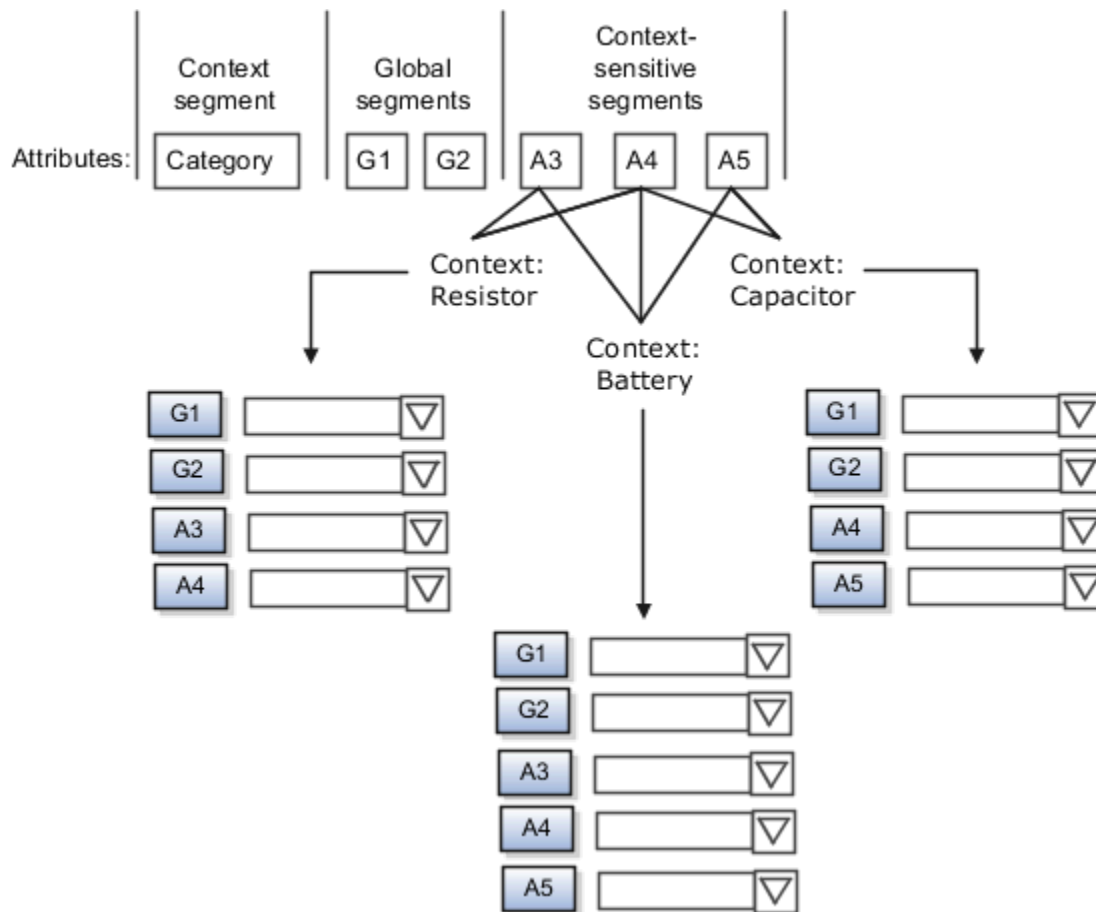 Context
segment
Global
segments
Context-
sensitive
segments
Attributes:
Category
G1
G2
A3
A4
A5
Context:
Resistor
Context:
Capacitor
Context:
Battery
G1
G2
A3
A4
G1
G2
A4
A5
G1
G2
A3
A4
A5